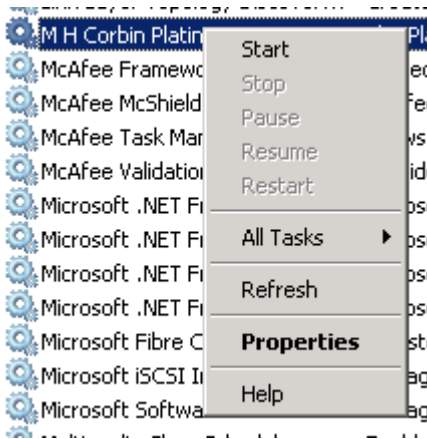 M H Corbin Platin
McAfee Framewo
McAfee McShield
McAfee Task Man
McAfee Validation
Microsoft .NET Fr
Microsoft .NET Fr
Microsoft .NET Fr
Microsoft .NET Fr
Microsoft Fibre C
Microsoft iSCSI In
Microsoft Softwa
Start
Stop
Pause
Resume
Restart
All Tasks
Refresh
Properties
Help